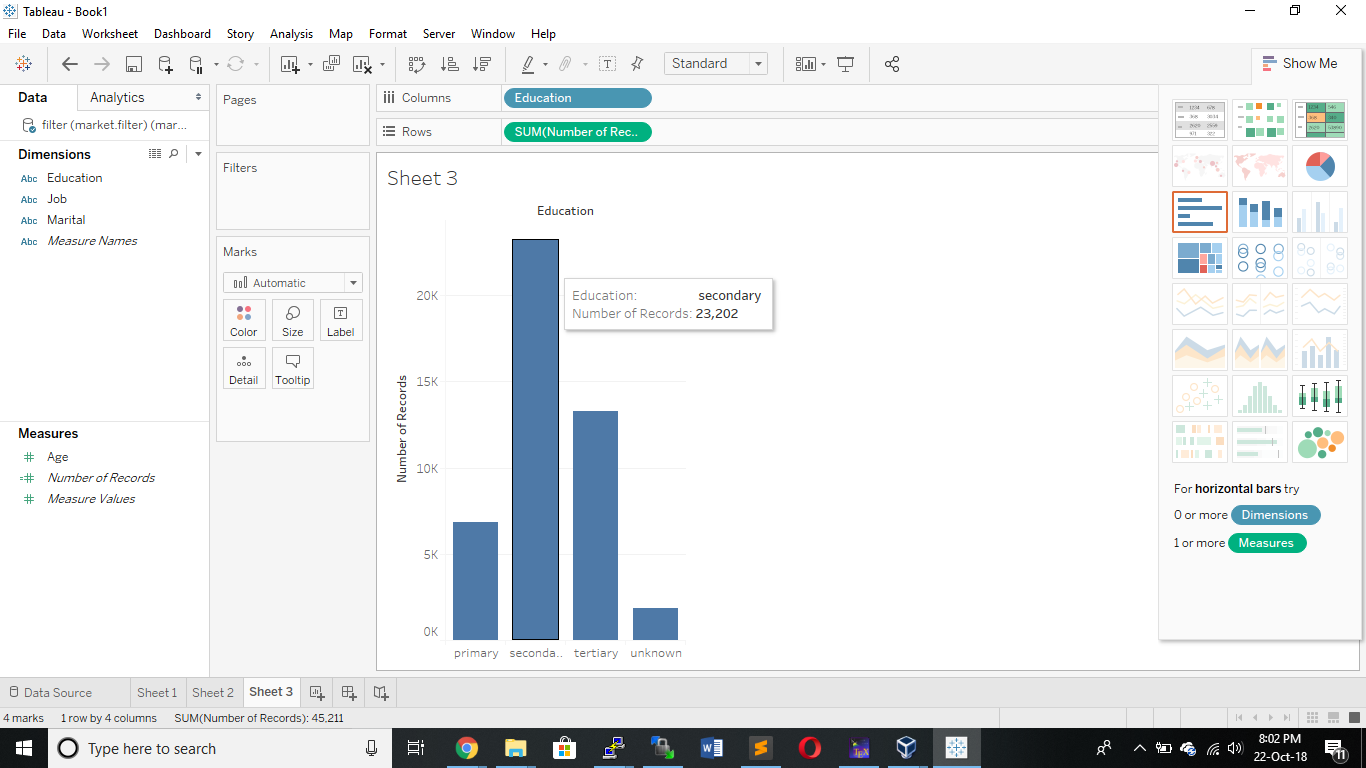 Tableau - Book1
File Data Worksheet Dashboard Story Analysis Map Format Server Window Help
Standard
Show Me
Data Analytics
filter (market.filter) (mar...
Dimensions
Abc Education
Abc Job
Abc Marital
Abc Measure Names
Measures
Age
Number of Records
Measure Values
Pages
Filters
Marks
Automatic
Color Size Label
Detail Tooltip
Columns Education
Rows SUM(Number of Rec..
Sheet 3
Education
Number of Records
20K
15K
10K
5K
0K
primary seconda.. tertiary unknown
Education: secondary
Number of Records: 23,202
For horizontal bars try
0 or more Dimensions
1 or more Measures
Data Source Sheet 1 Sheet 2 Sheet 3
4 marks 1 row by 4 columns SUM(Number of Records): 45,211
Type here to search
8:02 PM
22-Oct-18
11